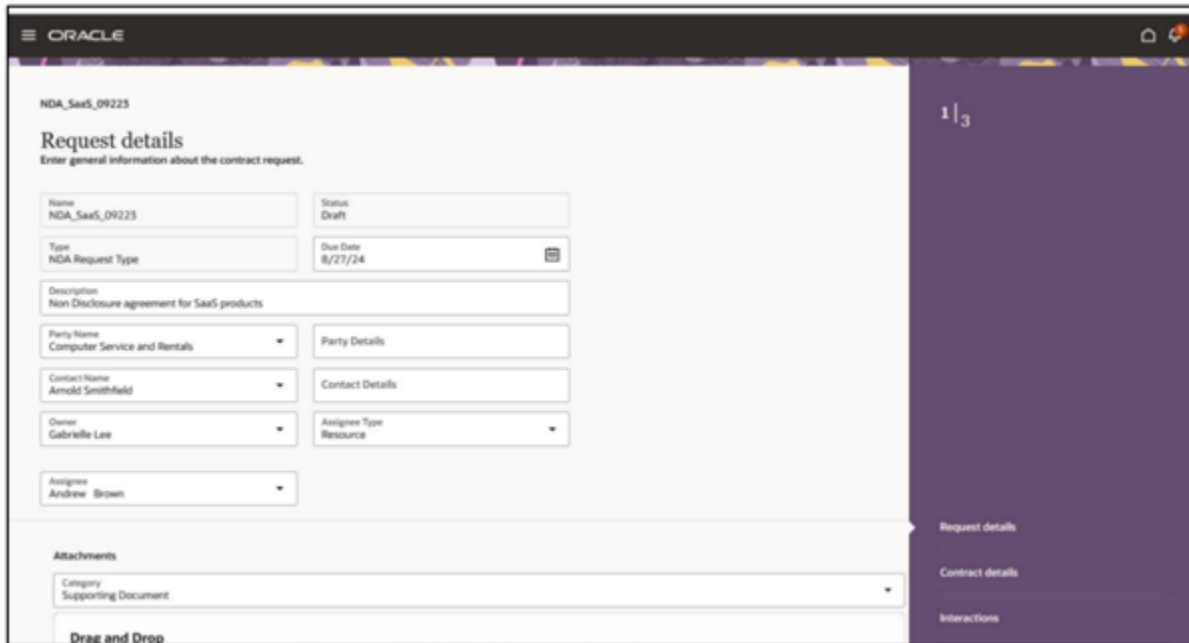 ORACLE
NDA_SaaS_09223
1|3
Request details
Enter general information about the contract request.
Name
NDA_SaaS_09223
Status
Draft
Type
NDA Request Type
Due Date
8/27/24
Description
Non Disclosure agreement for SaaS products
Party Name
Computer Service and Rentals
Party Details
Contact Name
Arnold Smithfield
Contact Details
Owner
Gabrielle Lee
Assignee Type
Resource
Assignee
Andrew Brown
Request details
Attachments
Contract details
Category
Supporting Document
Interactions
Drag and Drop